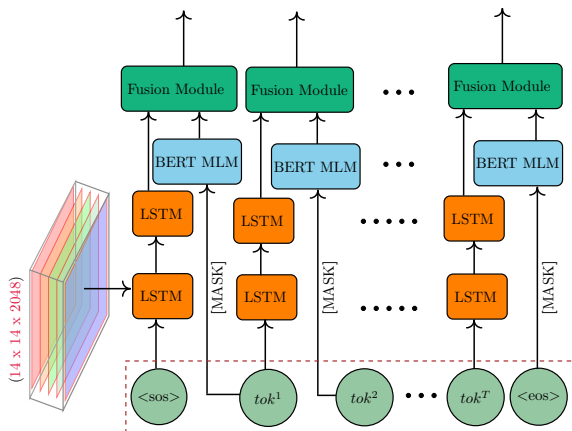 Fusion Module Fusion Module Fusion Module
BERT MLM BERT MLM BERT MLM
LSTM LSTM LSTM
[MASK] [MASK] [MASK]
LSTM LSTM LSTM
(14 x 14 x 2048)
<sos> tok¹ tok² tokᵀ <eos>